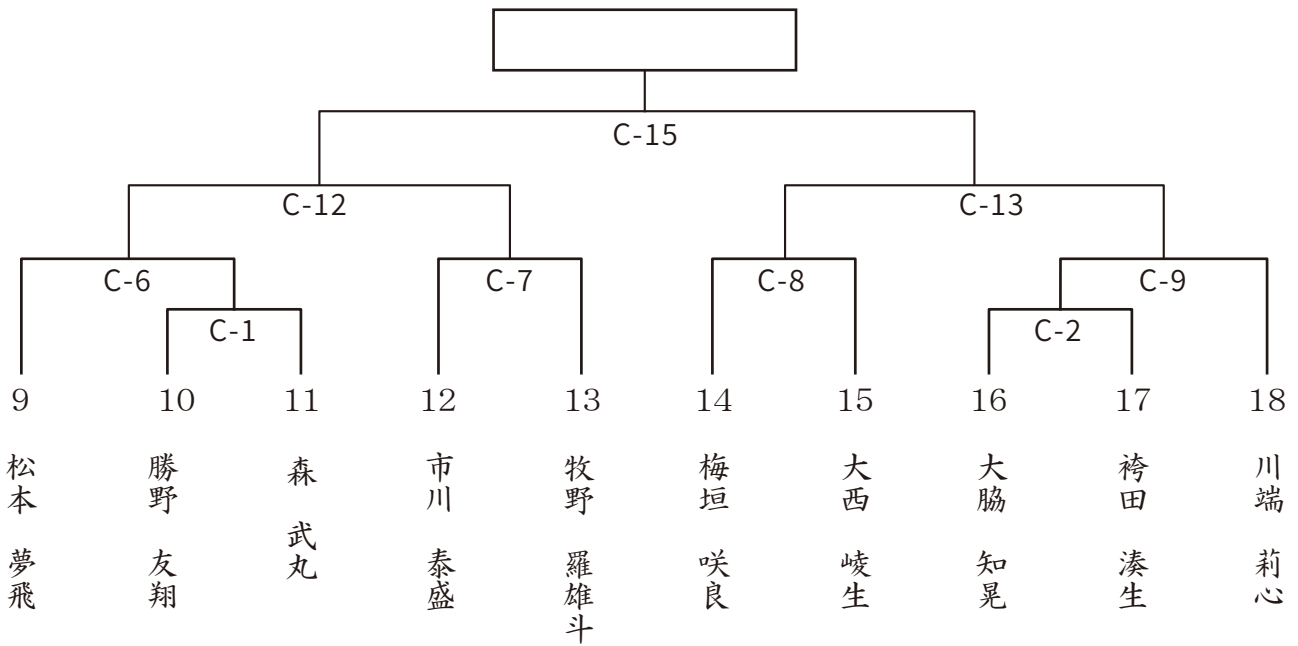 C-15
C-12
C-13
C-6
C-7
C-8
C-9
C-1
C-2
9
10
11
12
13
14
15
16
17
18
松本 夢飛
勝野 友翔
森 武丸
市川 泰盛
牧野 羅雄斗
梅垣 咲良
大西 崚生
大脇 知晃
袴田 湊生
川端 莉心